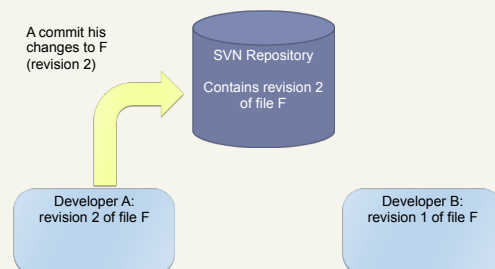 A commit his
changes to F
(revision 2)
SVN Repository
Contains revision 2
of file F
Developer A:
revision 2 of file F
Developer B:
revision 1 of file F